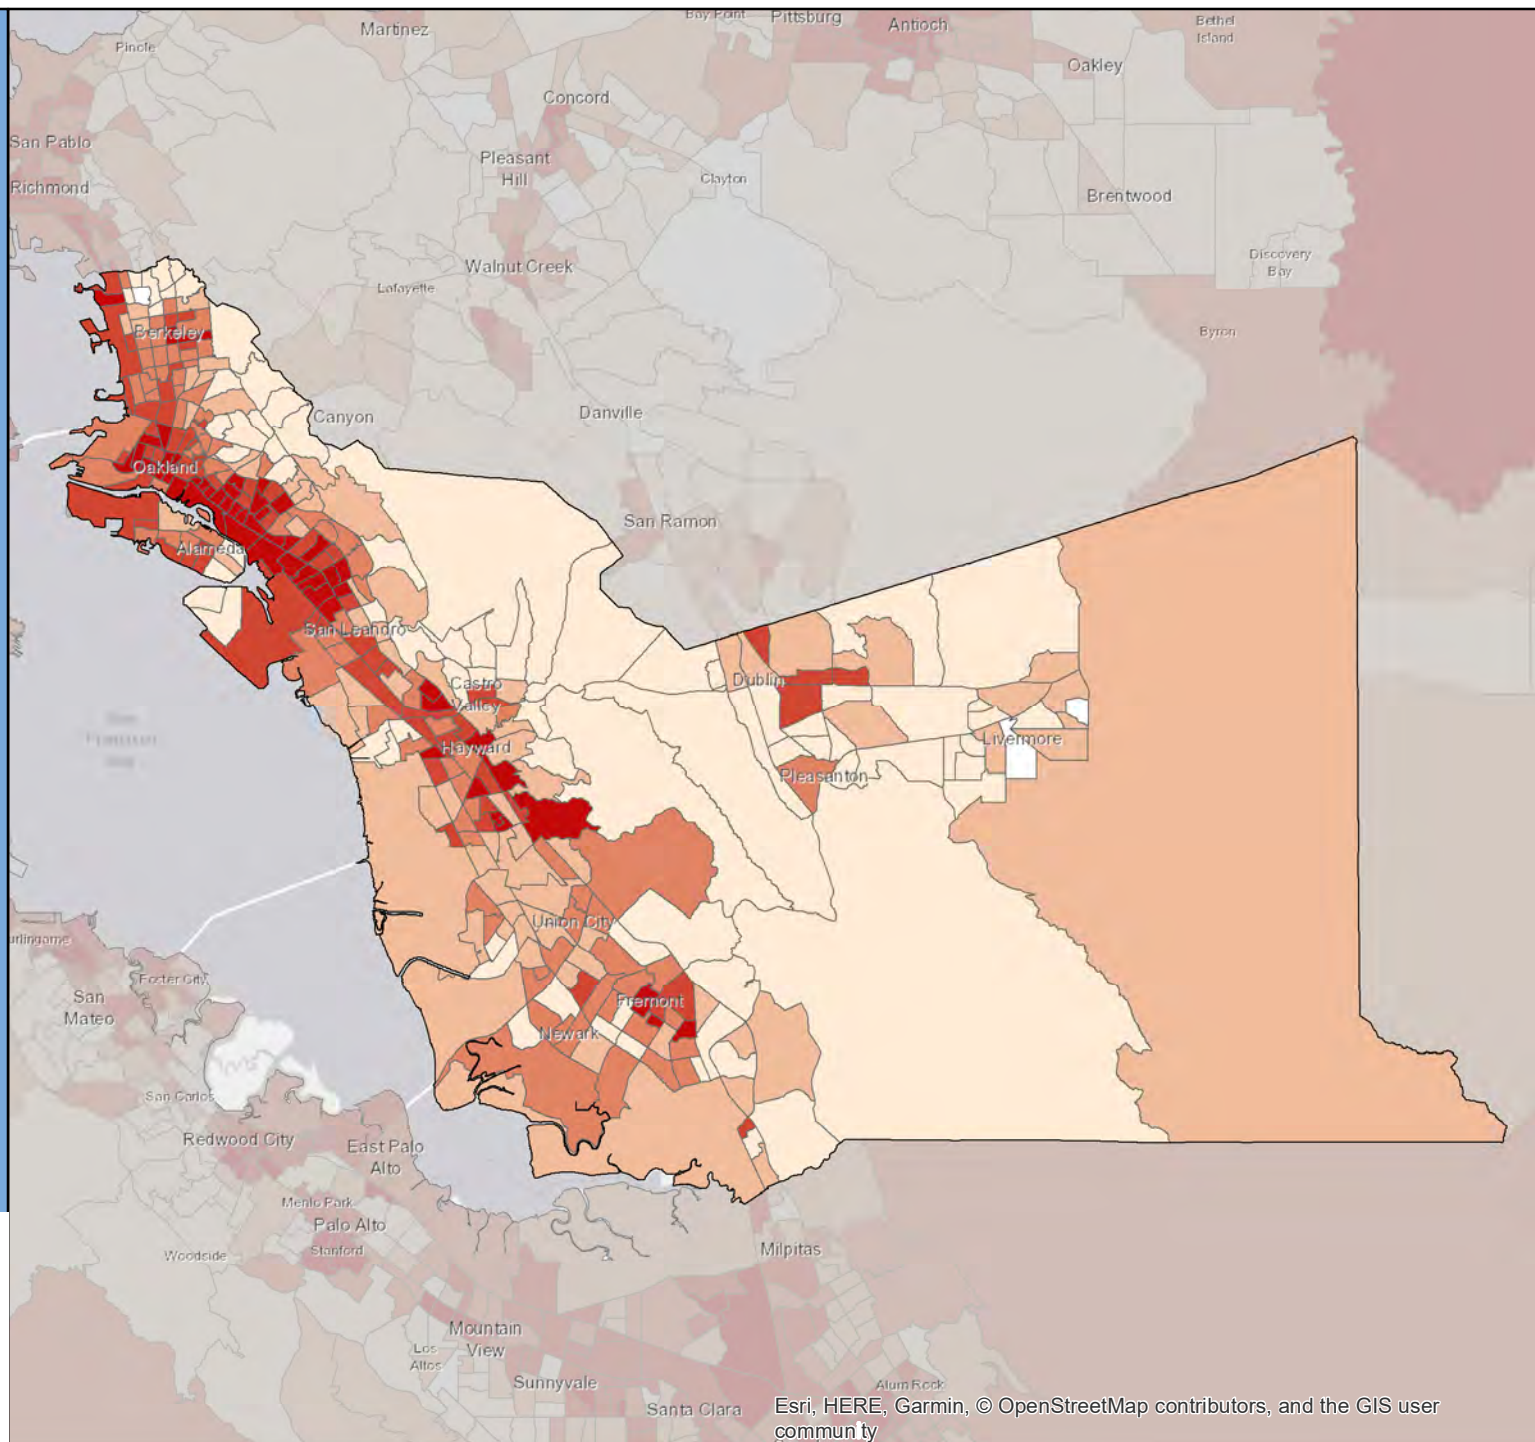 Bay Point
Pittsburg
Antioch
Bethel
Island
Martinez
Pinole
Oakley
Concord
San Pablo
Pleasant
Hill
Clayton
Richmond
Brentwood
Walnut Creek
Discovery
Bay
Lafayette
Berkeley
Byron
Canyon
Danville
Oakland
San Ramon
Alameda
San Leandro
Castro
Valley
Dublin
Hayward
Livermore
Pleasanton
Union City
urlingame
Foster City
San
Mateo
Fremont
Newark
San Carlos
Redwood City
East Palo
Alto
Menlo Park
Palo Alto
Stanford
Woodside
Milpitas
Mountain
View
Los
Altos
Sunnyvale
Alum Rock
Santa Clara
Esri, HERE, Garmin, © OpenStreetMap contributors, and the GIS user
community